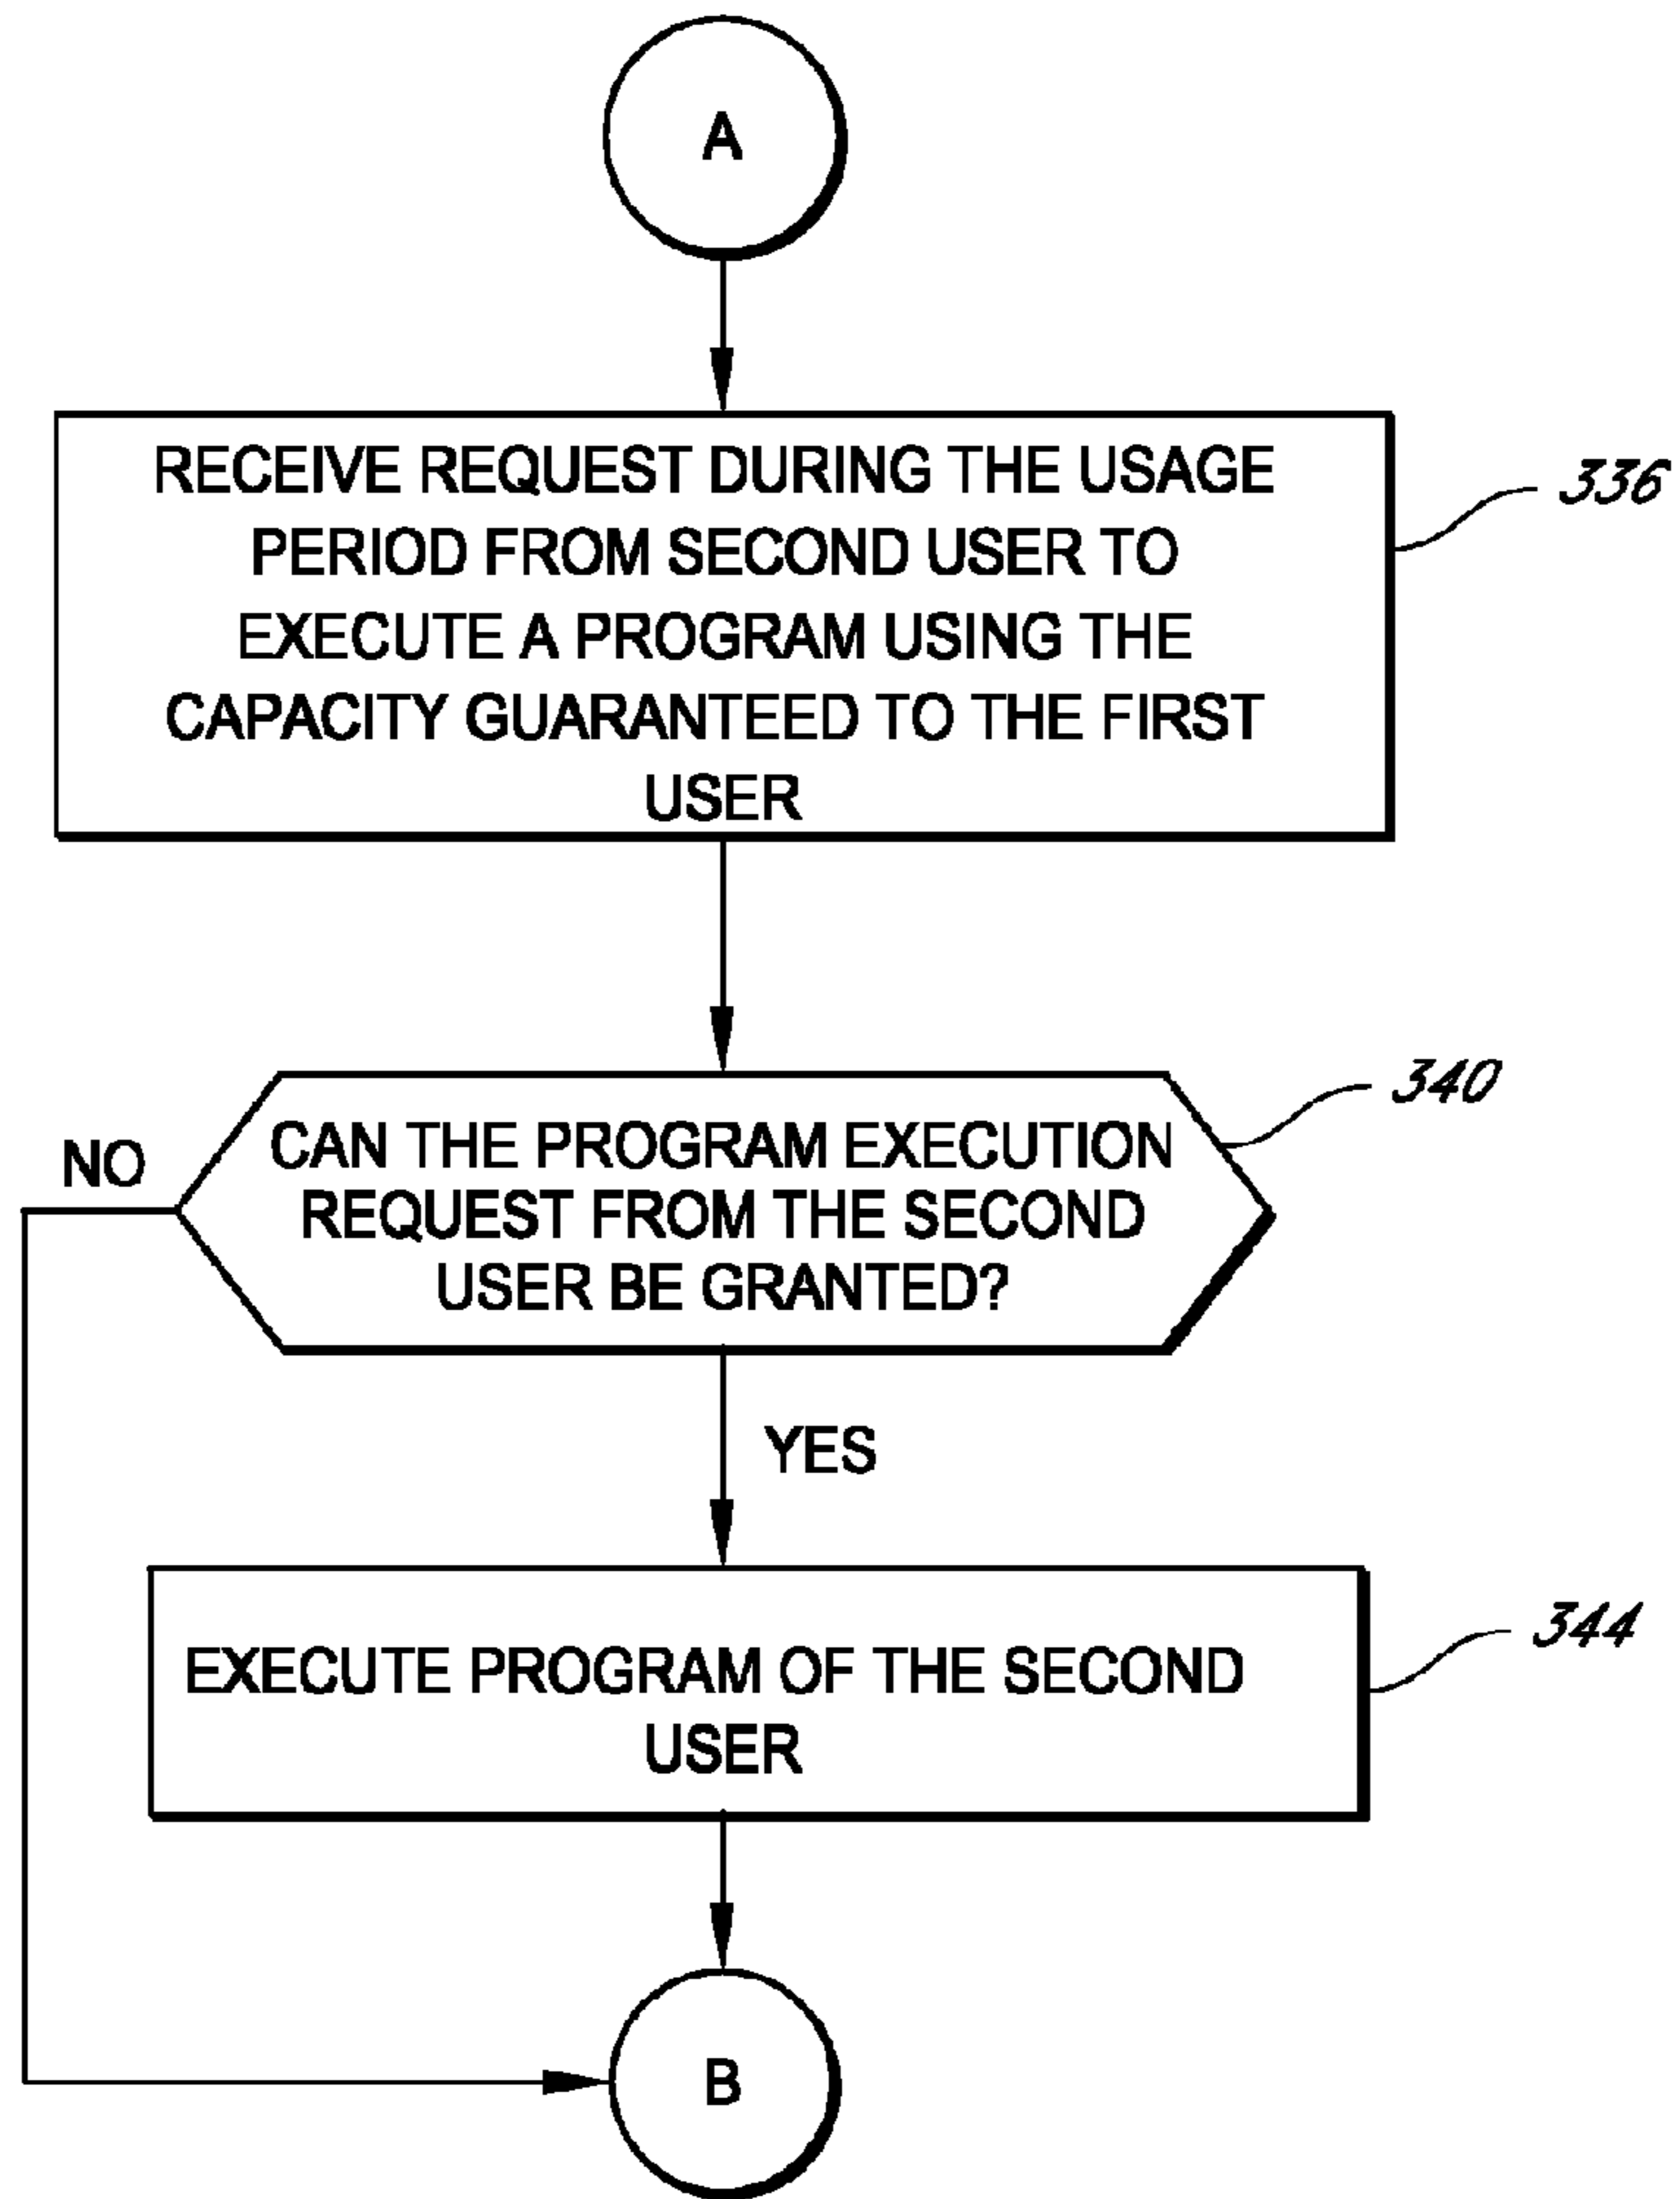 A
RECEIVE REQUEST DURING THE USAGE
PERIOD FROM SECOND USER TO
EXECUTE A PROGRAM USING THE
CAPACITY GUARANTEED TO THE FIRST
USER
336
340
NO
CAN THE PROGRAM EXECUTION
REQUEST FROM THE SECOND
USER BE GRANTED?
YES
344
EXECUTE PROGRAM OF THE SECOND
USER
B